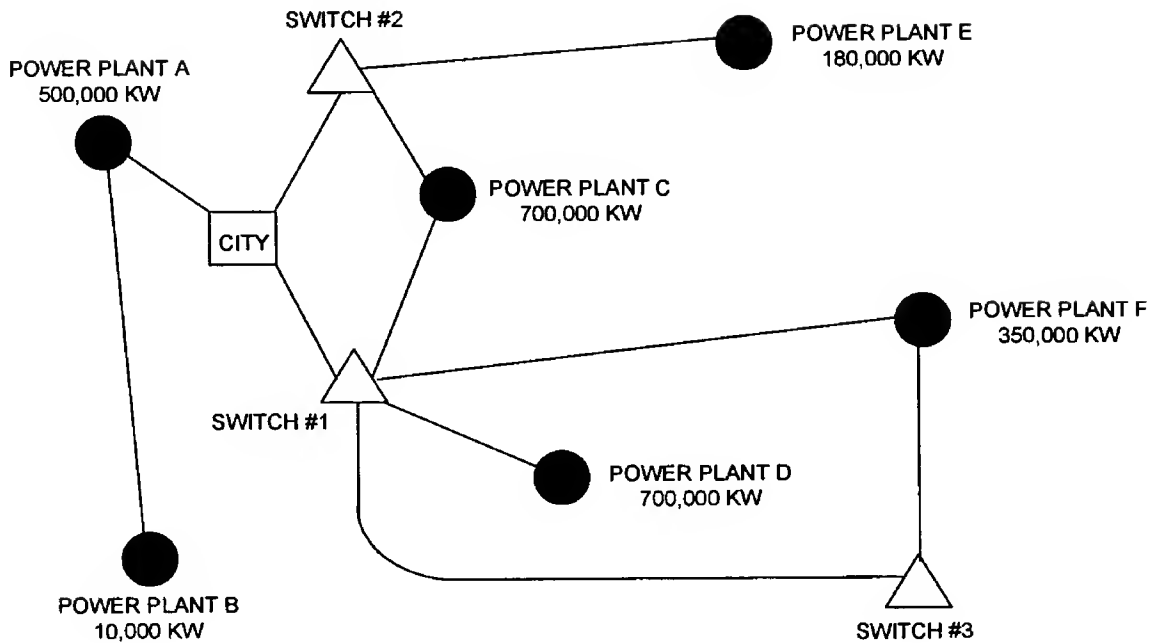 SWITCH #2
POWER PLANT A
500,000 KW
POWER PLANT E
180,000 KW
POWER PLANT C
700,000 KW
CITY
POWER PLANT F
350,000 KW
SWITCH #1
POWER PLANT D
700,000 KW
POWER PLANT B
10,000 KW
SWITCH #3